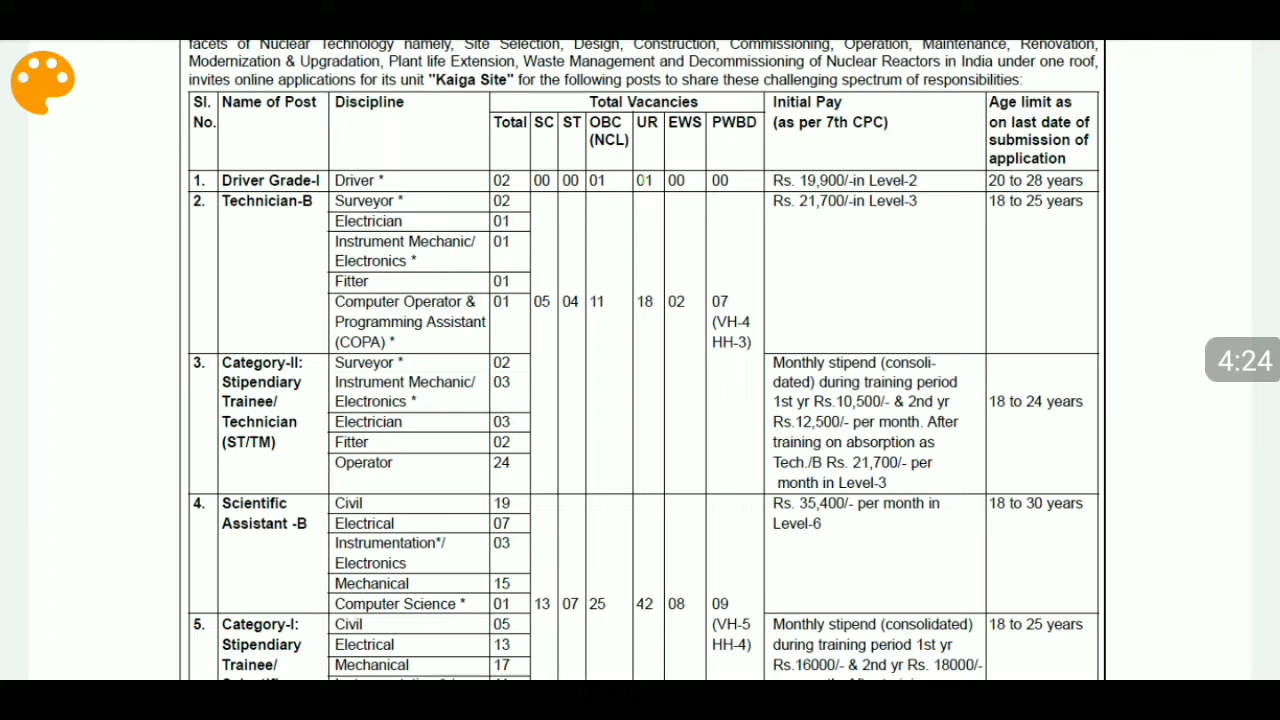 facets of Nuclear Technology namely, Site Selection, Design, Construction, Commissioning, Operation, Maintenance, Renovation,
Modernization & Upgradation, Plant life Extension, Waste Management and Decommissioning of Nuclear Reactors in India under one roof,
invites online applications for its unit "Kaiga Site" for the following posts to share these challenging spectrum of responsibilities:
Sl. No. Name of Post Discipline Total Vacancies Initial Pay (as per 7th CPC) Age limit as on last date of submission of application
Total SC ST OBC (NCL) UR EWS PWBD
1. Driver Grade-I Driver * 02 00 00 01 01 00 00 Rs. 19,900/-in Level-2 20 to 28 years
2. Technician-B Surveyor * 02 Rs. 21,700/-in Level-3 18 to 25 years
Electrician 01
Instrument Mechanic/ 01
Electronics *
Fitter 01
Computer Operator & 01 05 04 11 18 02 07
Programming Assistant (VH-4
(COPA) * HH-3)
3. Category-II: Surveyor * 02 Monthly stipend (consoli-
Stipendiary Instrument Mechanic/ 03 dated) during training period
Trainee/ Electronics * 1st yr Rs.10,500/- & 2nd yr 18 to 24 years
Technician Electrician 03 Rs.12,500/- per month. After
(ST/TM) Fitter 02 training on absorption as
Operator 24 Tech./B Rs. 21,700/- per
month in Level-3
4. Scientific Civil 19 Rs. 35,400/- per month in 18 to 30 years
Assistant -B Electrical 07 Level-6
Instrumentation*/ 03
Electronics
Mechanical 15
Computer Science * 01 13 07 25 42 08 09
5. Category-I: Civil 05 (VH-5 Monthly stipend (consolidated) 18 to 25 years
Stipendiary Electrical 13 HH-4) during training period 1st yr
Trainee/ Mechanical 17 Rs.16000/- & 2nd yr Rs. 18000/-
4:24